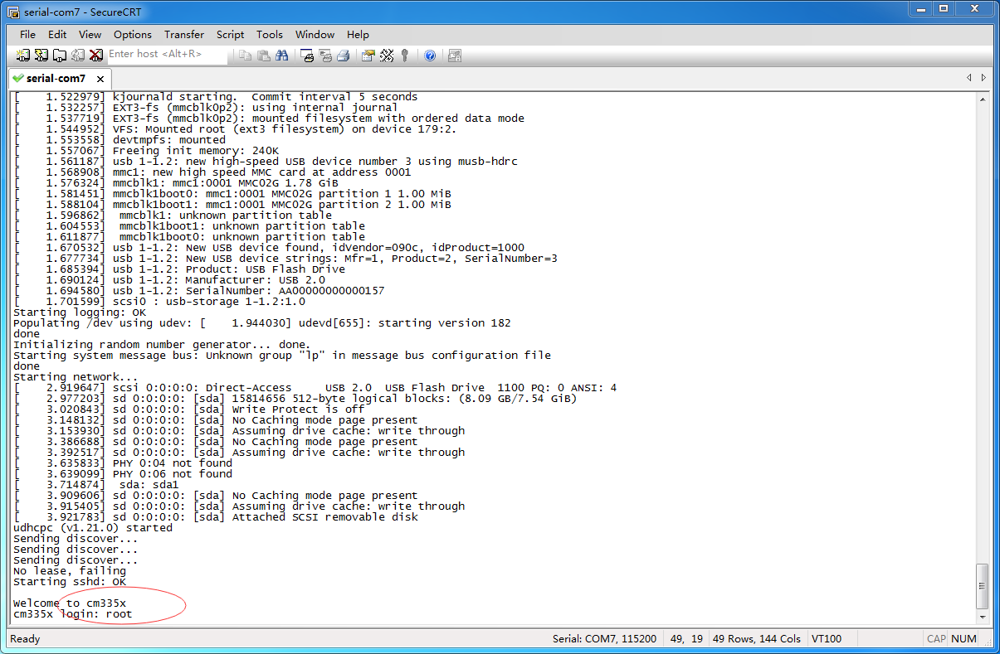 serial-com7 - SecureCRT
File Edit View Options Transfer Script Tools Window Help
Enter host <Alt+R>
serial-com7
[    1.522979] kjournald starting.  Commit interval 5 seconds
[    1.532257] EXT3-fs (mmcblk0p2): using internal journal
[    1.537719] EXT3-fs (mmcblk0p2): mounted filesystem with ordered data mode
[    1.544952] VFS: Mounted root (ext3 filesystem) on device 179:2.
[    1.553558] devtmpfs: mounted
[    1.557067] Freeing init memory: 240K
[    1.561187] usb 1-1.2: new high-speed USB device number 3 using musb-hdrc
[    1.568908] mmc1: new high speed MMC card at address 0001
[    1.576324] mmcblk1: mmc1:0001 MMC02G 1.78 GiB
[    1.581451] mmcblk1boot0: mmc1:0001 MMC02G partition 1 1.00 MiB
[    1.588104] mmcblk1boot1: mmc1:0001 MMC02G partition 2 1.00 MiB
[    1.596862]  mmcblk1: unknown partition table
[    1.604553]  mmcblk1boot1: unknown partition table
[    1.611877]  mmcblk1boot0: unknown partition table
[    1.670532] usb 1-1.2: New USB device found, idVendor=090c, idProduct=1000
[    1.677734] usb 1-1.2: New USB device strings: Mfr=1, Product=2, SerialNumber=3
[    1.685394] usb 1-1.2: Product: USB Flash Drive
[    1.690124] usb 1-1.2: Manufacturer: USB 2.0
[    1.694580] usb 1-1.2: SerialNumber: AA00000000000157
[    1.701599] scsi0 : usb-storage 1-1.2:1.0
Starting logging: OK
Populating /dev using udev: [    1.944030] udevd[655]: starting version 182
done
Initializing random number generator... done.
Starting system message bus: Unknown group "lp" in message bus configuration file
done
Starting network...
[    2.919647] scsi 0:0:0:0: Direct-Access     USB 2.0  USB Flash Drive  1100 PQ: 0 ANSI: 4
[    2.977203] sd 0:0:0:0: [sda] 15814656 512-byte logical blocks: (8.09 GB/7.54 GiB)
[    3.020843] sd 0:0:0:0: [sda] Write Protect is off
[    3.148132] sd 0:0:0:0: [sda] No Caching mode page present
[    3.153930] sd 0:0:0:0: [sda] Assuming drive cache: write through
[    3.386688] sd 0:0:0:0: [sda] No Caching mode page present
[    3.392517] sd 0:0:0:0: [sda] Assuming drive cache: write through
[    3.635833] PHY 0:04 not found
[    3.639099] PHY 0:06 not found
[    3.714874]  sda: sda1
[    3.909606] sd 0:0:0:0: [sda] No Caching mode page present
[    3.915405] sd 0:0:0:0: [sda] Assuming drive cache: write through
[    3.921783] sd 0:0:0:0: [sda] Attached SCSI removable disk
udhcpc (v1.21.0) started
Sending discover...
Sending discover...
Sending discover...
No lease, failing
Starting sshd: OK
Welcome to cm335x
cm335x login: root
Ready Serial: COM7, 115200 49, 19 49 Rows, 144 Cols VT100 CAP NUM